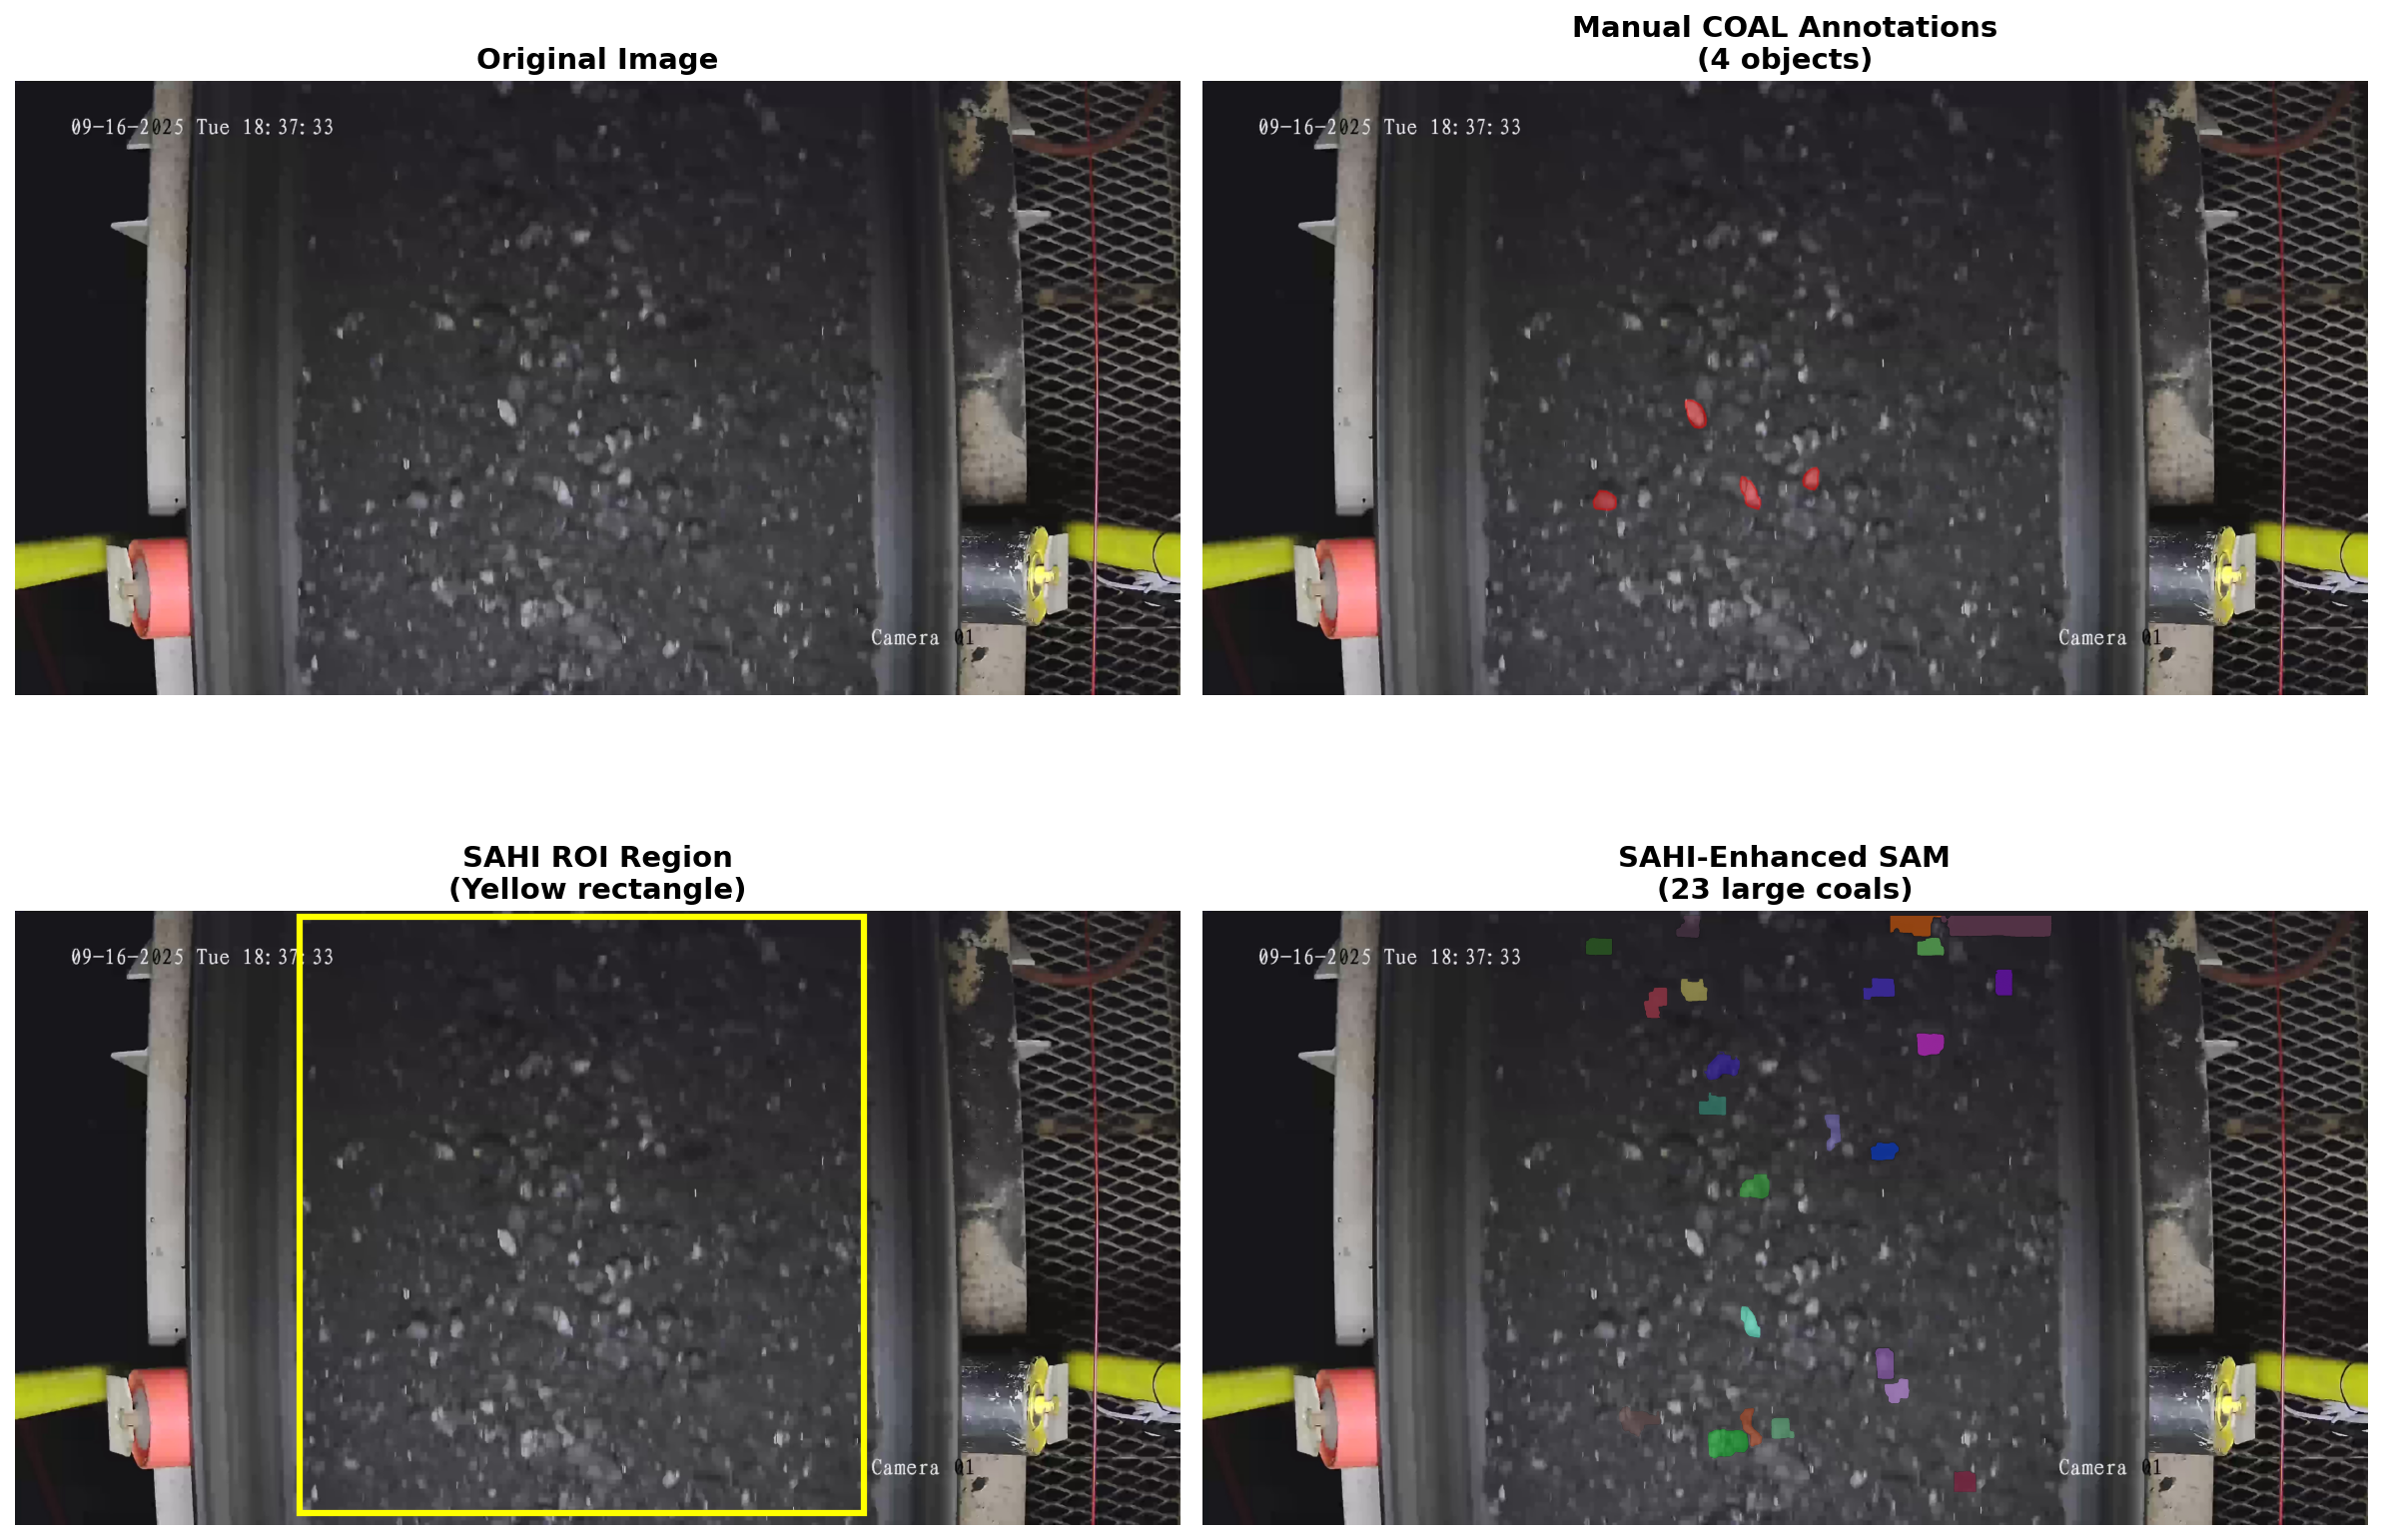 Original Image
09-16-2025 Tue 18:37:33
Camera 01
Manual COAL Annotations
(4 objects)
09-16-2025 Tue 18:37:33
Camera 01
SAHI ROI Region
(Yellow rectangle)
09-16-2025 Tue 18:37:33
Camera 01
SAHI-Enhanced SAM
(23 large coals)
09-16-2025 Tue 18:37:33
Camera 01